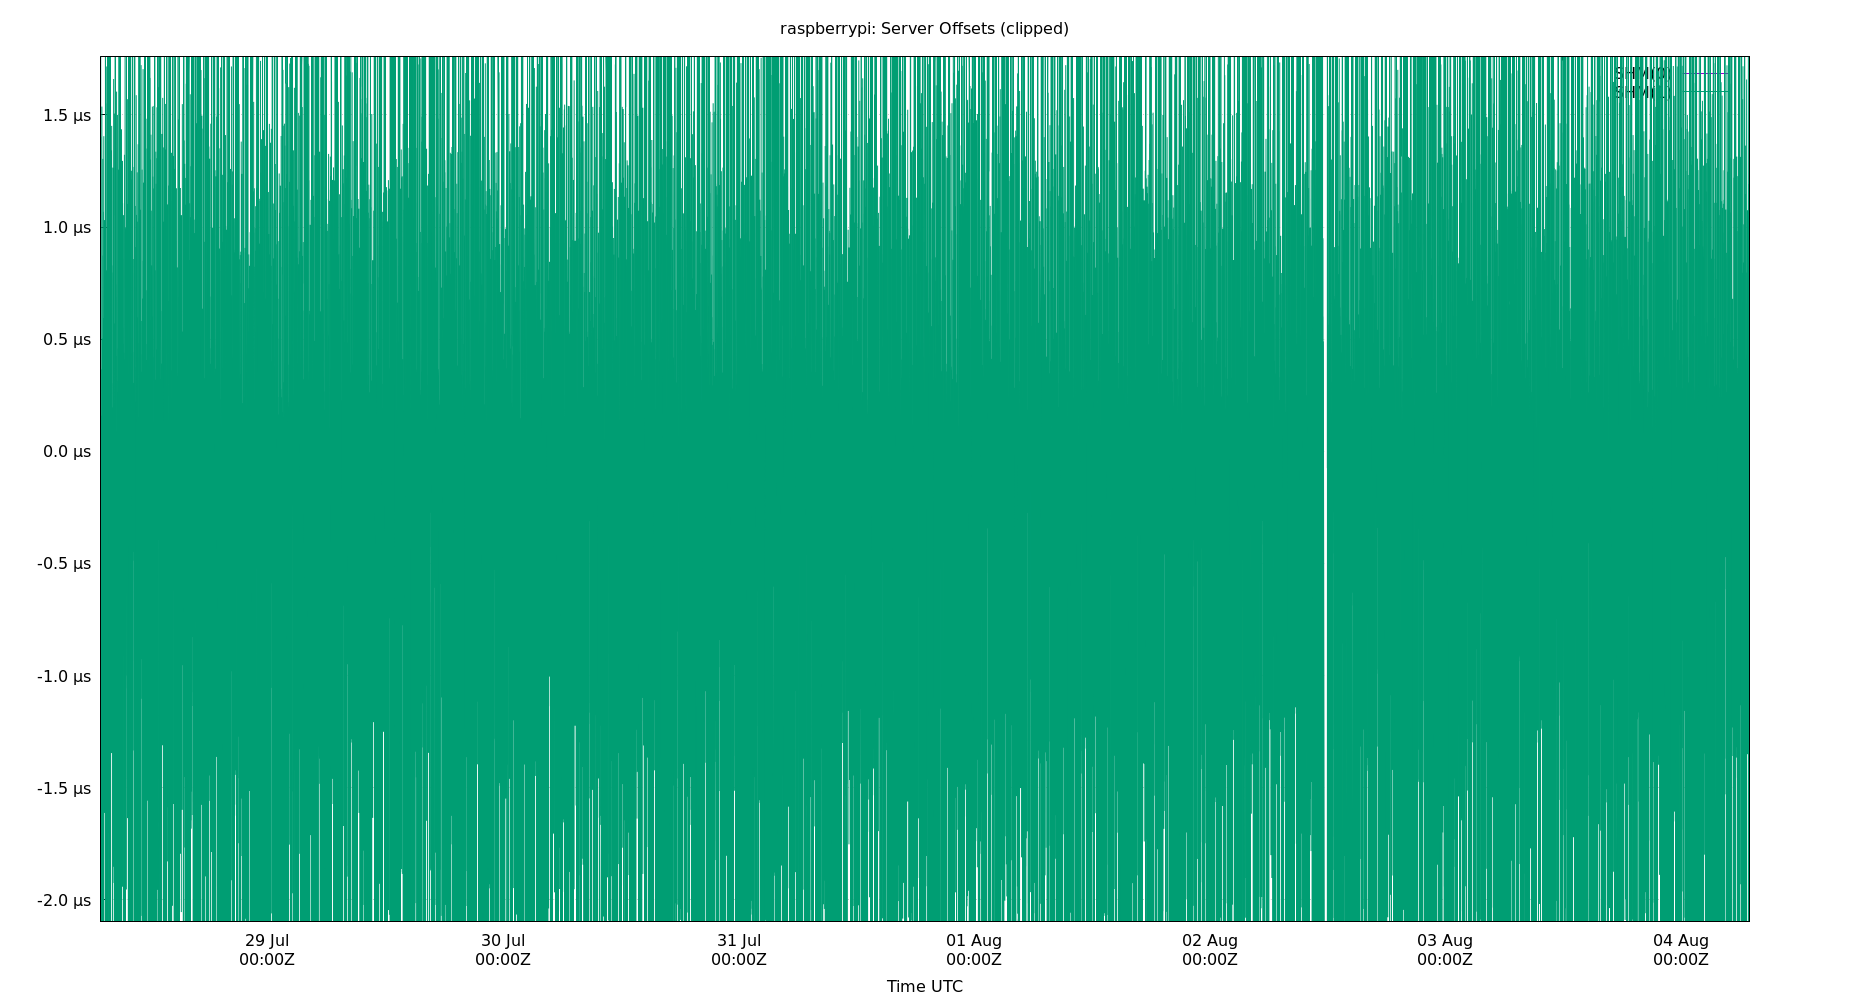 raspberrypi: Server Offsets (clipped)
1.5 µs
1.0 µs
0.5 µs
0.0 µs
-0.5 µs
-1.0 µs
-1.5 µs
-2.0 µs
29 Jul
00:00Z
30 Jul
00:00Z
31 Jul
00:00Z
01 Aug
00:00Z
02 Aug
00:00Z
03 Aug
00:00Z
04 Aug
00:00Z
Time UTC